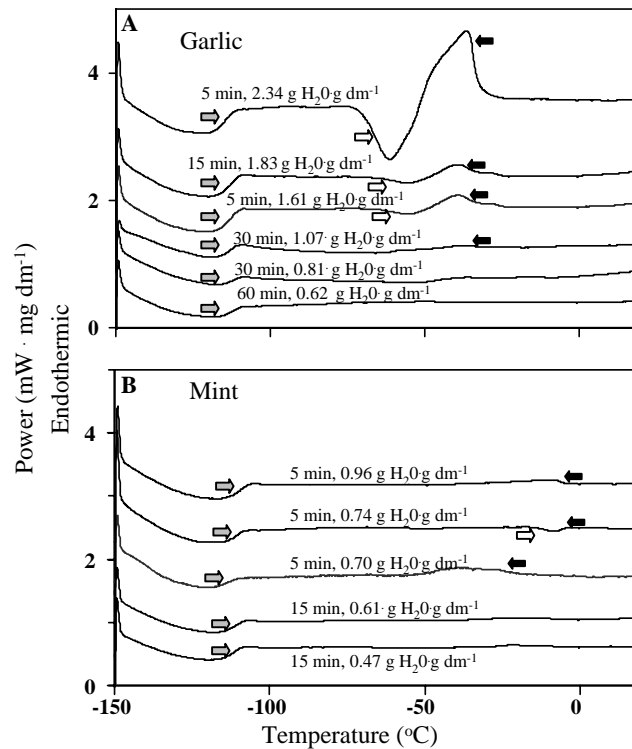 A
Garlic
4
5 min, 2.34 g H₂0·g dm⁻¹
15 min, 1.83 g H₂0·g dm⁻¹
2
5 min, 1.61 g H₂0·g dm⁻¹
30 min, 1.07· g H₂0·g dm⁻¹
30 min, 0.81· g H₂0·g dm⁻¹
60 min, 0.62 g H₂0· g dm⁻¹
0
Power (mW · mg dm⁻¹)
Endothermic
B
Mint
4
5 min, 0.96 g H₂0·g dm⁻¹
5 min, 0.74 g H₂0·g dm⁻¹
2
5 min, 0.70 g H₂0·g dm⁻¹
15 min, 0.61· g H₂0·g dm⁻¹
15 min, 0.47 g H₂0·g dm⁻¹
0
-150 -100 -50 0
Temperature (°C)